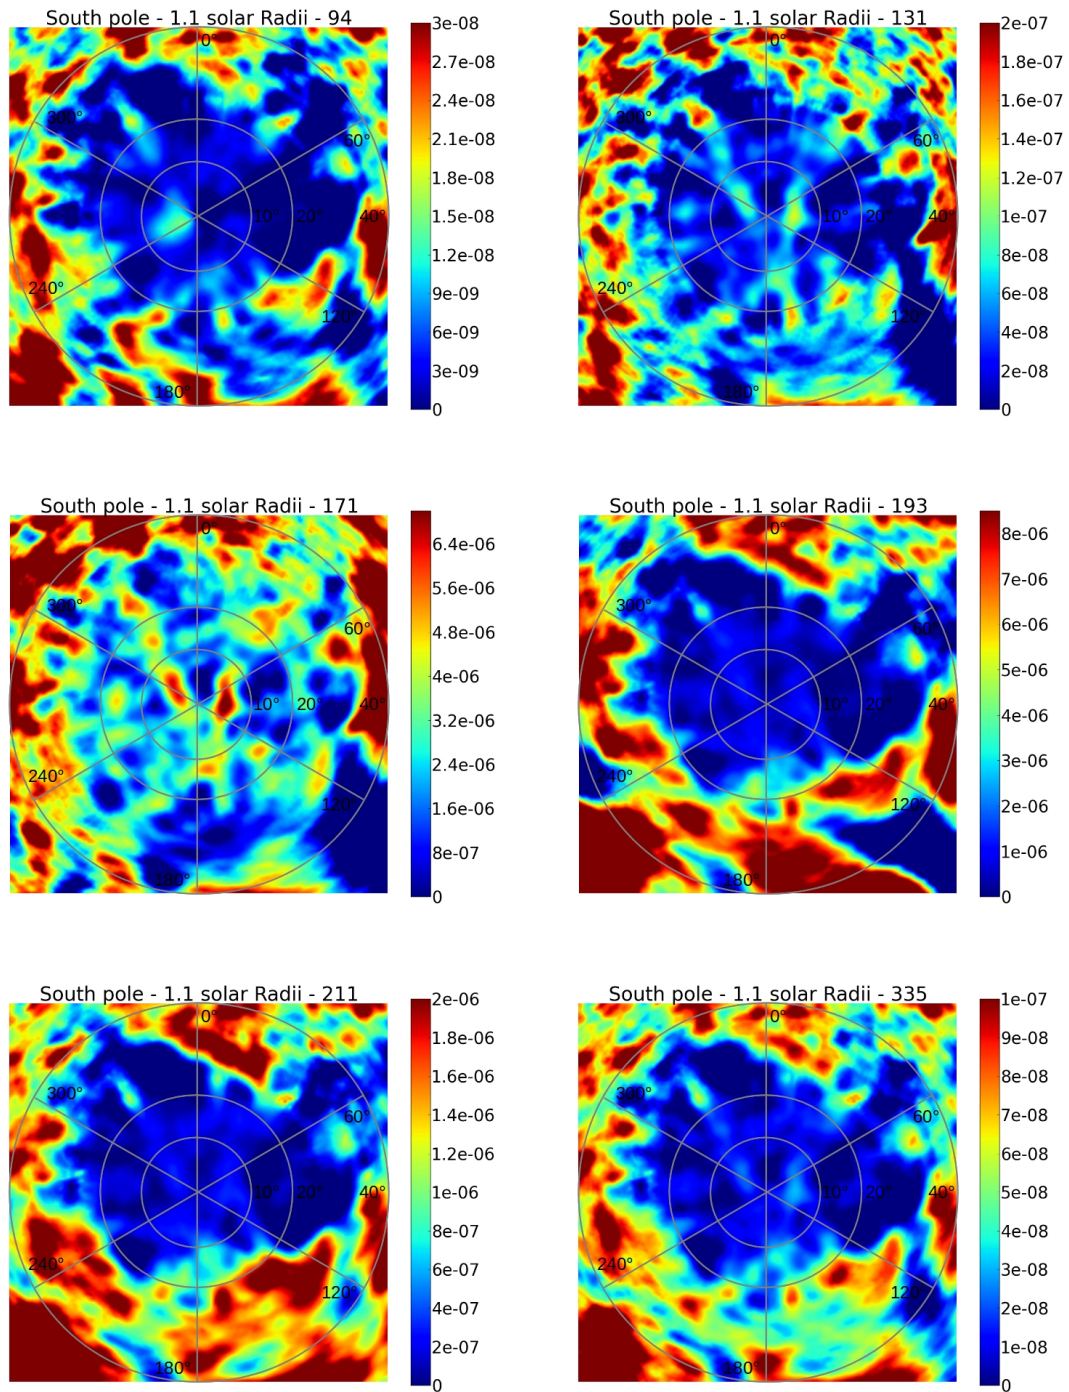 South pole - 1.1 solar Radii - 94
0°
60°
120°
180°
240°
300°
10°
20°
40°
3e-08
2.7e-08
2.4e-08
2.1e-08
1.8e-08
1.5e-08
1.2e-08
9e-09
6e-09
3e-09
0
South pole - 1.1 solar Radii - 131
0°
60°
120°
180°
240°
300°
10°
20°
40°
2e-07
1.8e-07
1.6e-07
1.4e-07
1.2e-07
1e-07
8e-08
6e-08
4e-08
2e-08
0
South pole - 1.1 solar Radii - 171
0°
60°
120°
180°
240°
300°
10°
20°
40°
6.4e-06
5.6e-06
4.8e-06
4e-06
3.2e-06
2.4e-06
1.6e-06
8e-07
0
South pole - 1.1 solar Radii - 193
0°
60°
120°
180°
240°
300°
10°
20°
40°
8e-06
7e-06
6e-06
5e-06
4e-06
3e-06
2e-06
1e-06
0
South pole - 1.1 solar Radii - 211
0°
60°
120°
180°
240°
300°
10°
20°
40°
2e-06
1.8e-06
1.6e-06
1.4e-06
1.2e-06
1e-06
8e-07
6e-07
4e-07
2e-07
0
South pole - 1.1 solar Radii - 335
0°
60°
120°
180°
240°
300°
10°
20°
40°
1e-07
9e-08
8e-08
7e-08
6e-08
5e-08
4e-08
3e-08
2e-08
1e-08
0